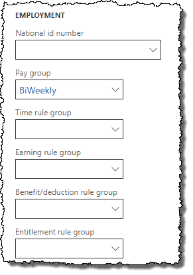 EMPLOYMENT
National id number
Pay group
BiWeekly
Time rule group
Earning rule group
Benefit/deduction rule group
Entitlement rule group